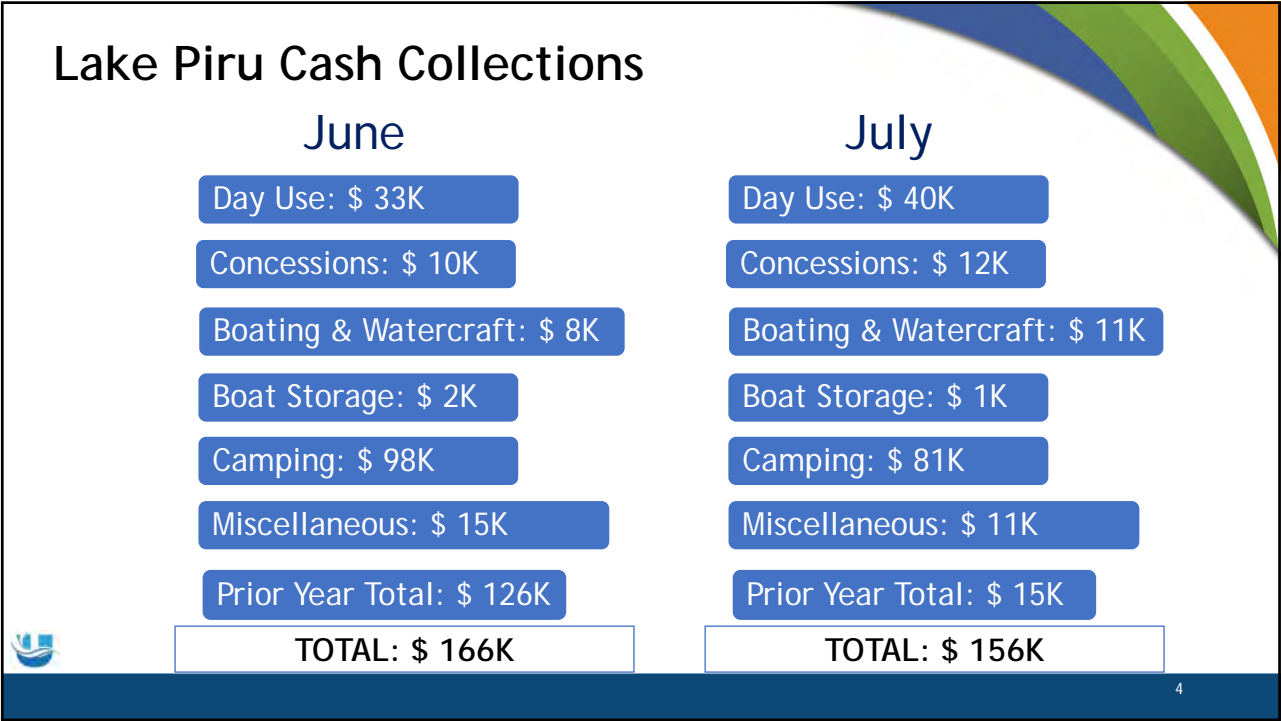 Lake Piru Cash Collections
June
Day Use: $ 33K
Concessions: $ 10K
Boating & Watercraft: $ 8K
Boat Storage: $ 2K
Camping: $ 98K
Miscellaneous: $ 15K
Prior Year Total: $ 126K
TOTAL: $ 166K
July
Day Use: $ 40K
Concessions: $ 12K
Boating & Watercraft: $ 11K
Boat Storage: $ 1K
Camping: $ 81K
Miscellaneous: $ 11K
Prior Year Total: $ 15K
TOTAL: $ 156K
4